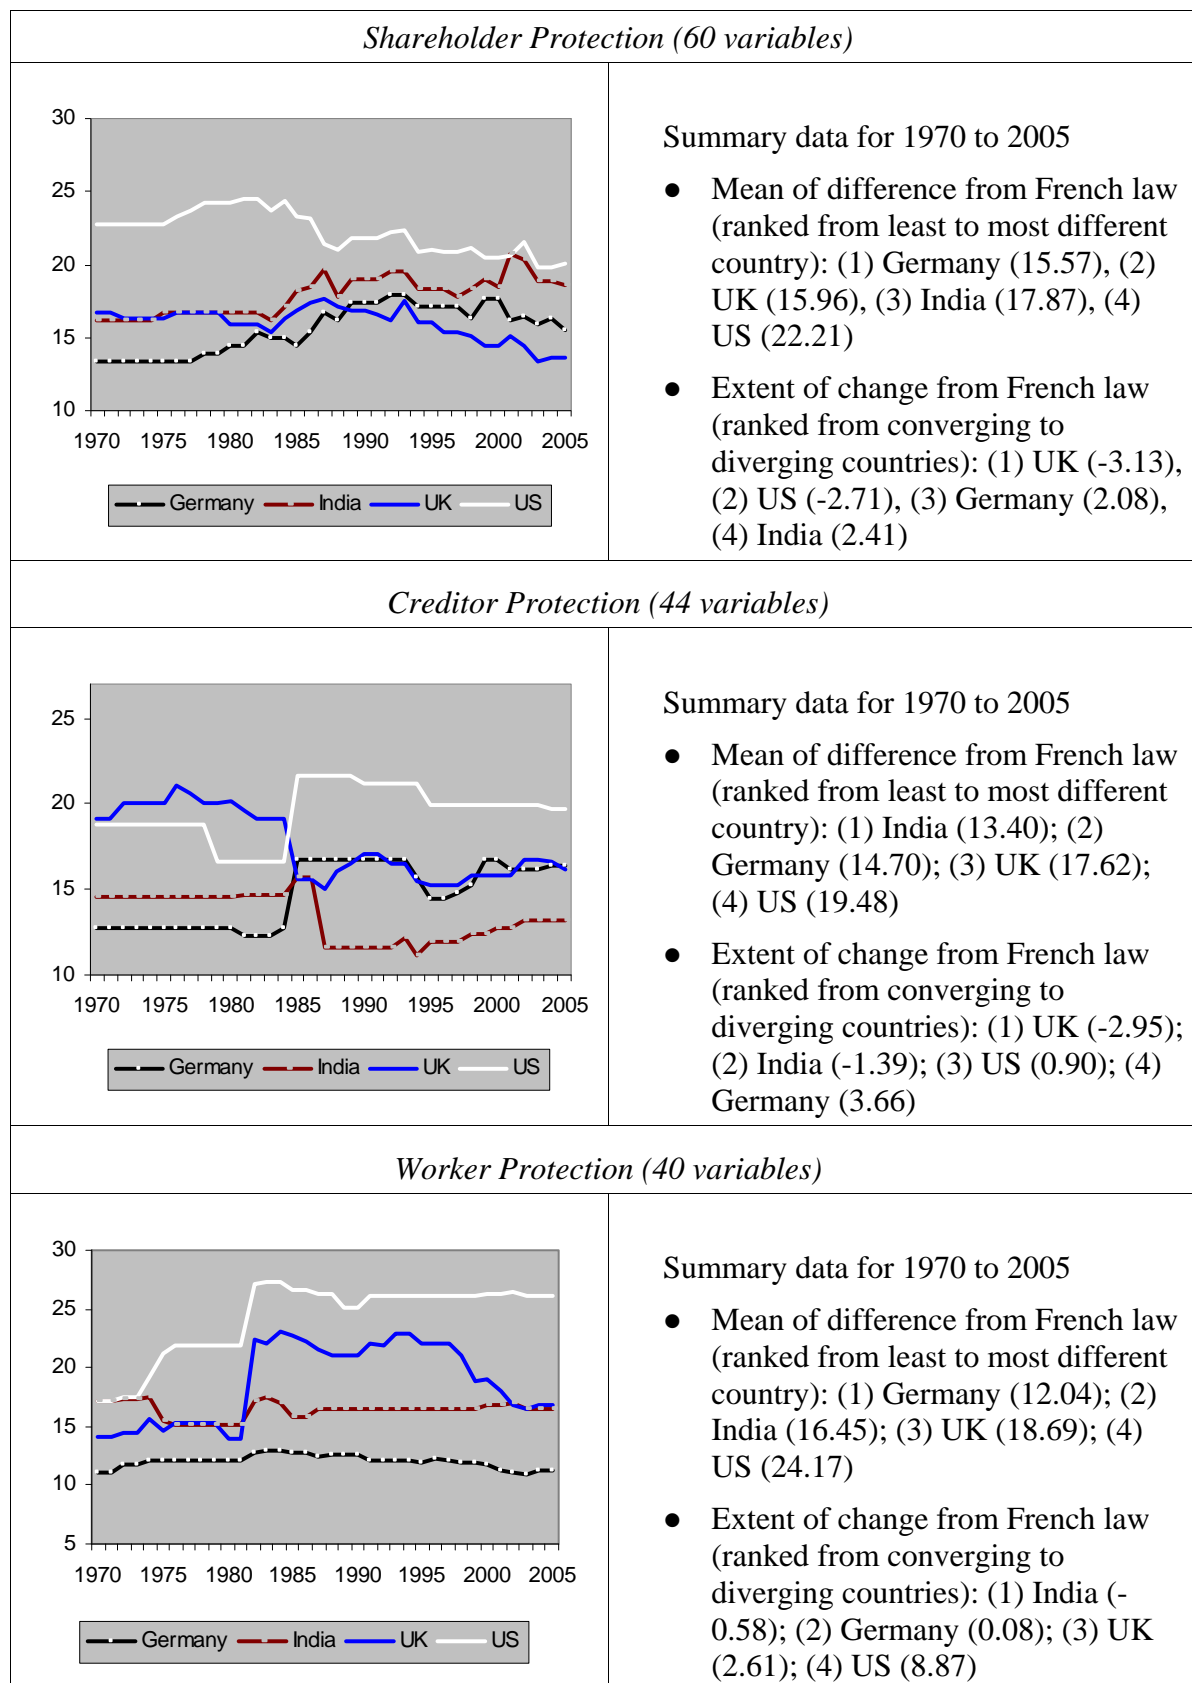 Shareholder Protection (60 variables)
30
25
20
15
10
1970 1975 1980 1985 1990 1995 2000 2005
Germany India UK US
Summary data for 1970 to 2005
● Mean of difference from French law
(ranked from least to most different
country): (1) Germany (15.57), (2)
UK (15.96), (3) India (17.87), (4)
US (22.21)
● Extent of change from French law
(ranked from converging to
diverging countries): (1) UK (-3.13),
(2) US (-2.71), (3) Germany (2.08),
(4) India (2.41)
Creditor Protection (44 variables)
25
20
15
10
1970 1975 1980 1985 1990 1995 2000 2005
Germany India UK US
Summary data for 1970 to 2005
● Mean of difference from French law
(ranked from least to most different
country): (1) India (13.40); (2)
Germany (14.70); (3) UK (17.62);
(4) US (19.48)
● Extent of change from French law
(ranked from converging to
diverging countries): (1) UK (-2.95);
(2) India (-1.39); (3) US (0.90); (4)
Germany (3.66)
Worker Protection (40 variables)
30
25
20
15
10
5
1970 1975 1980 1985 1990 1995 2000 2005
Germany India UK US
Summary data for 1970 to 2005
● Mean of difference from French law
(ranked from least to most different
country): (1) Germany (12.04); (2)
India (16.45); (3) UK (18.69); (4)
US (24.17)
● Extent of change from French law
(ranked from converging to
diverging countries): (1) India (-
0.58); (2) Germany (0.08); (3) UK
(2.61); (4) US (8.87)